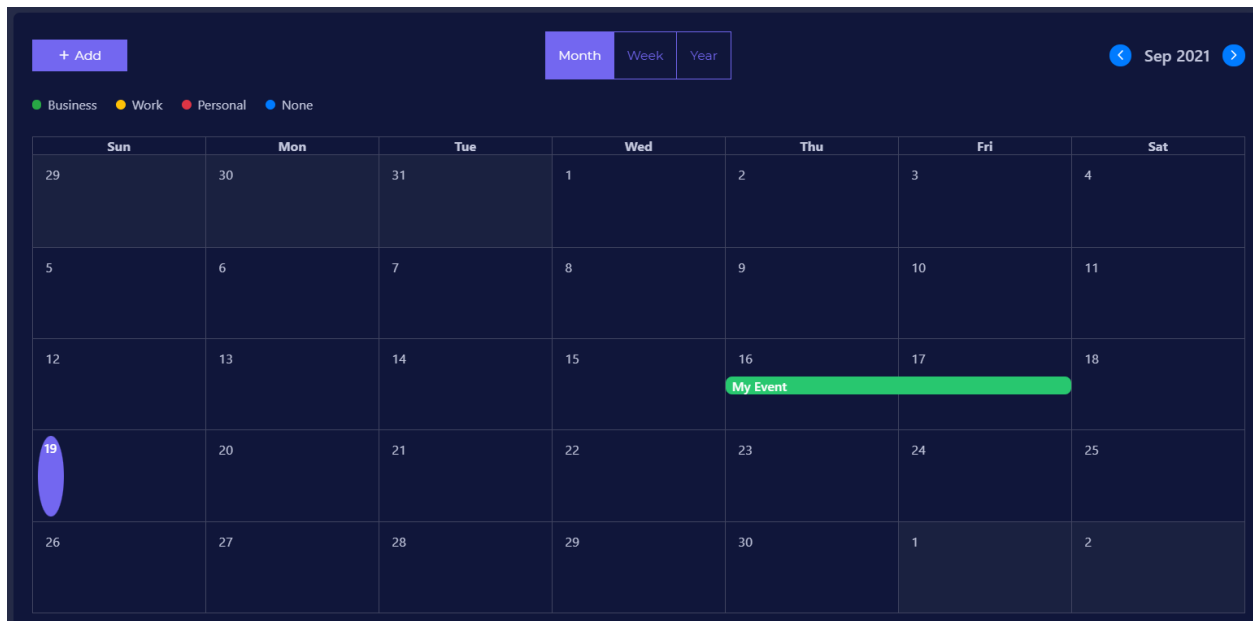 + Add
Month Week Year
Sep 2021
Business Work Personal None
Sun Mon Tue Wed Thu Fri Sat
29 30 31 1 2 3 4
5 6 7 8 9 10 11
12 13 14 15 16 17 18
My Event
19 20 21 22 23 24 25
26 27 28 29 30 1 2